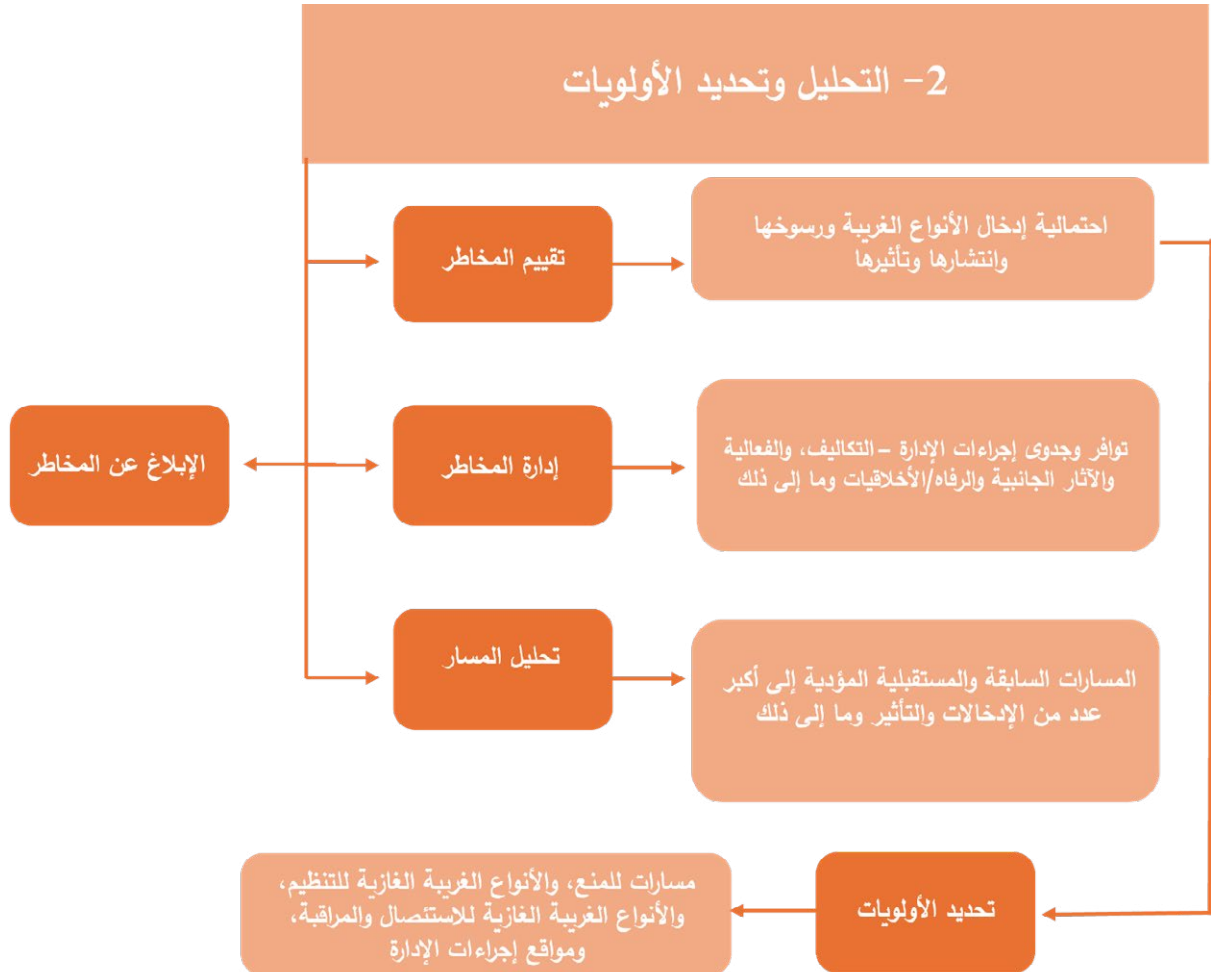 2- التحليل وتحديد الأولويات
تقييم المخاطر
احتمالية إدخال الأنواع الغريبة ورسوخها
وانتشارها وتأثيرها
الإبلاغ عن المخاطر
إدارة المخاطر
توافر وجدوى إجراءات الإدارة – التكاليف، والفعالية
والآثار الجانبية والرفاه/الأخلاقيات وما إلى ذلك
تحليل المسار
المسارات السابقة والمستقبلية المؤدية إلى أكبر
عدد من الإدخالات والتأثير وما إلى ذلك
تحديد الأولويات
مسارات للمنع، والأنواع الغريبة الغازية للتنظيم،
والأنواع الغريبة الغازية للاستئصال والمراقبة،
ومواقع إجراءات الإدارة